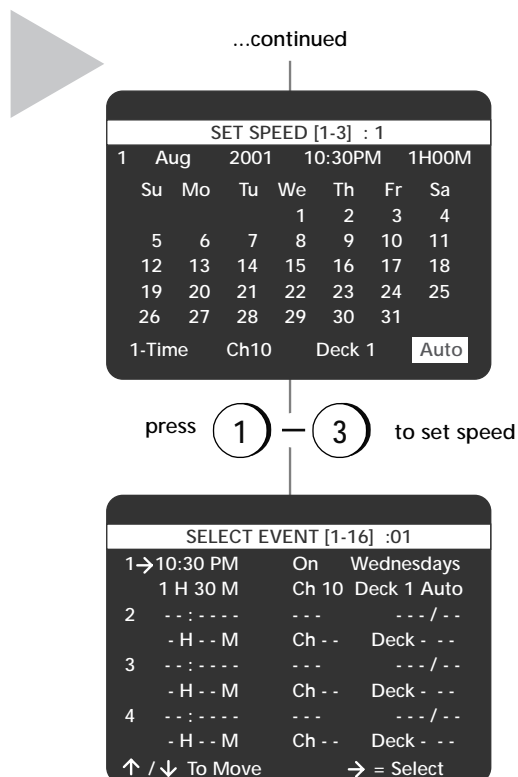 ...continued
SET SPEED [1-3] : 1
1 Aug 2001 10:30PM 1H00M
Su Mo Tu We Th Fr Sa
1 2 3 4
5 6 7 8 9 10 11
12 13 14 15 16 17 18
19 20 21 22 23 24 25
26 27 28 29 30 31
1-Time Ch10 Deck 1 Auto
press 1 – 3 to set speed
SELECT EVENT [1-16] :01
1→10:30 PM On Wednesdays
1 H 30 M Ch 10 Deck 1 Auto
2 - - : - - - - - - - - - - / - -
- H - - M Ch - - Deck - - -
3 - - : - - - - - - - - - - / - -
- H - - M Ch - - Deck - - -
4 - - : - - - - - - - - - - / - -
- H - - M Ch - - Deck - - -
↑ / ↓ To Move → = Select